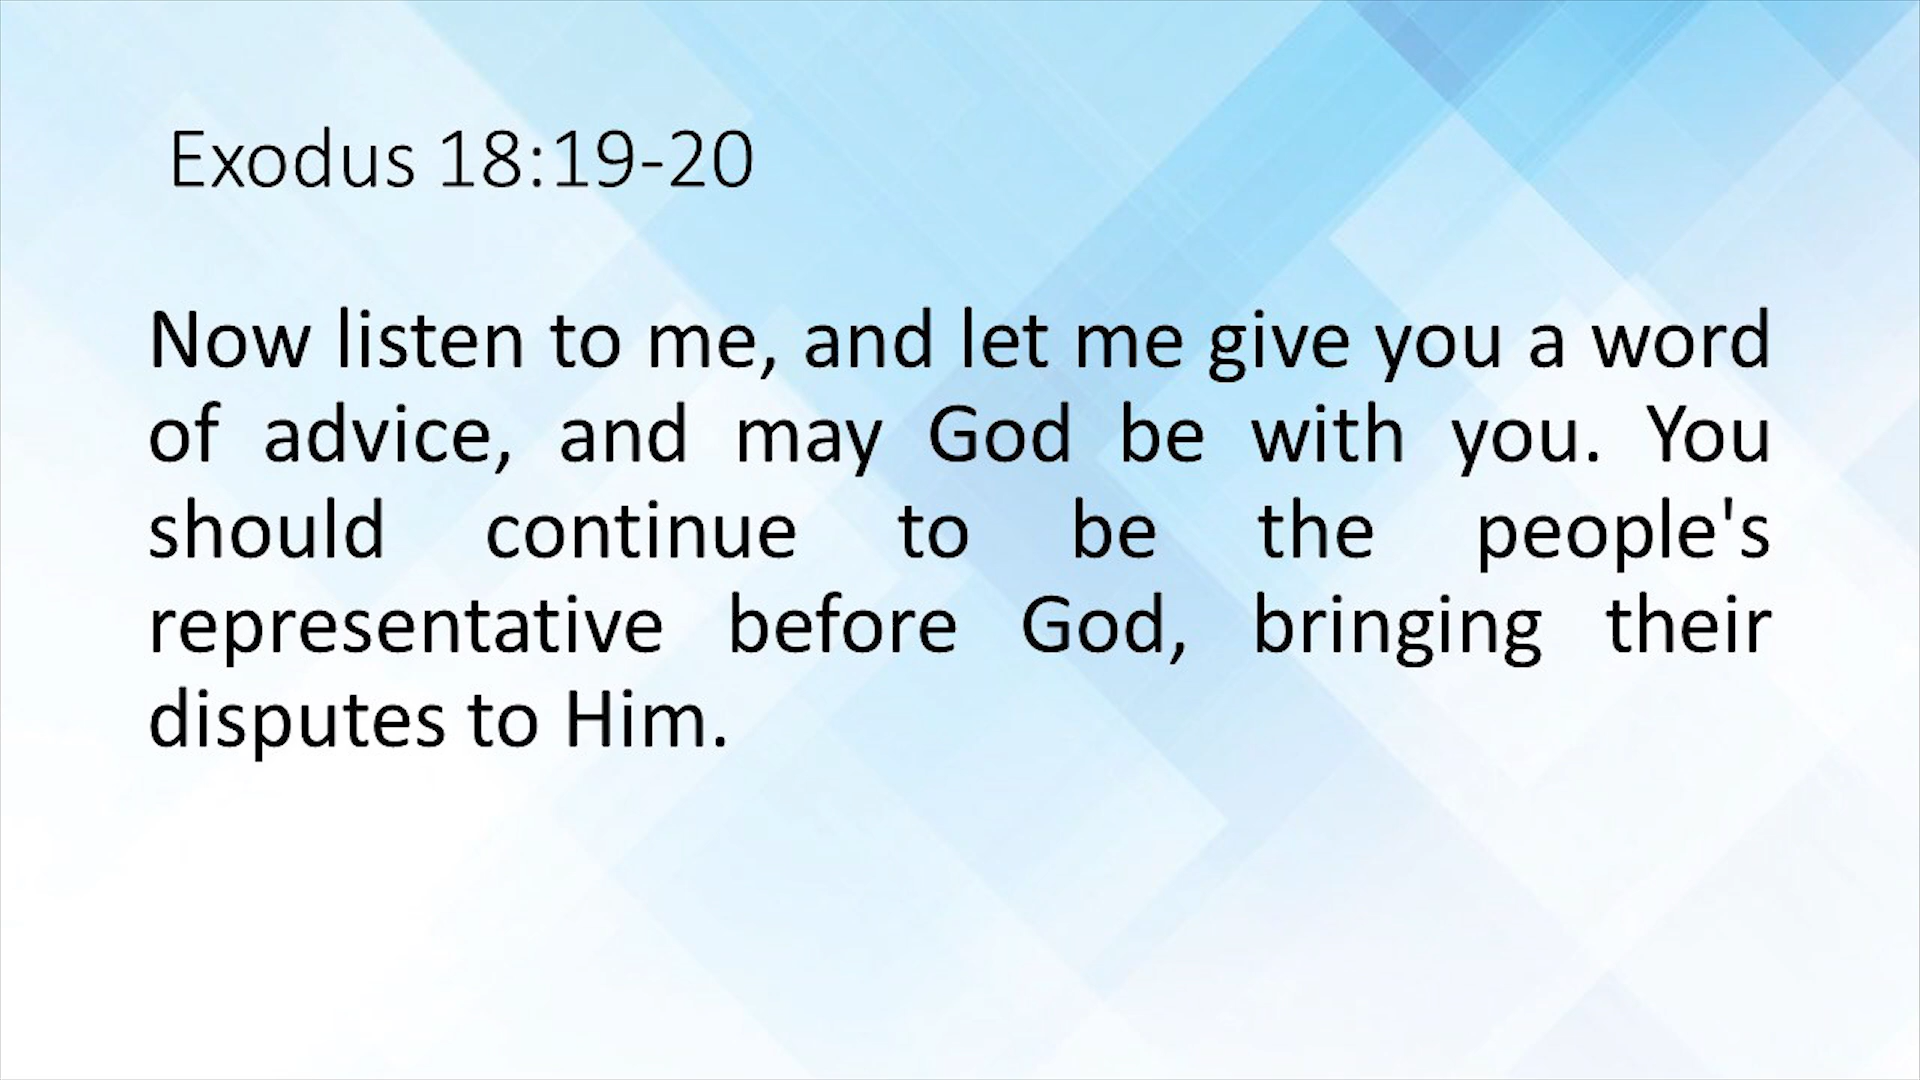 Exodus 18:19-20
Now listen to me, and let me give you a word
of advice, and may God be with you. You
should continue to be the people's
representative before God, bringing their
disputes to Him.